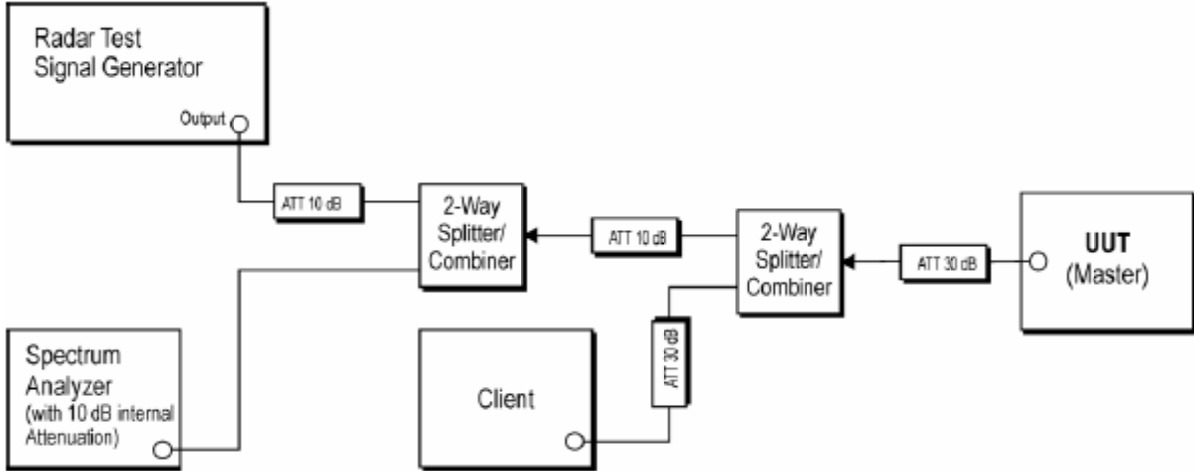 Radar Test
Signal Generator
Output
ATT 10 dB
2-Way
Splitter/
Combiner
ATT 10 dB
2-Way
Splitter/
Combiner
ATT 30 dB
UUT
(Master)
Spectrum
Analyzer
(with 10 dB internal
Attenuation)
Client
ATT 30 dB